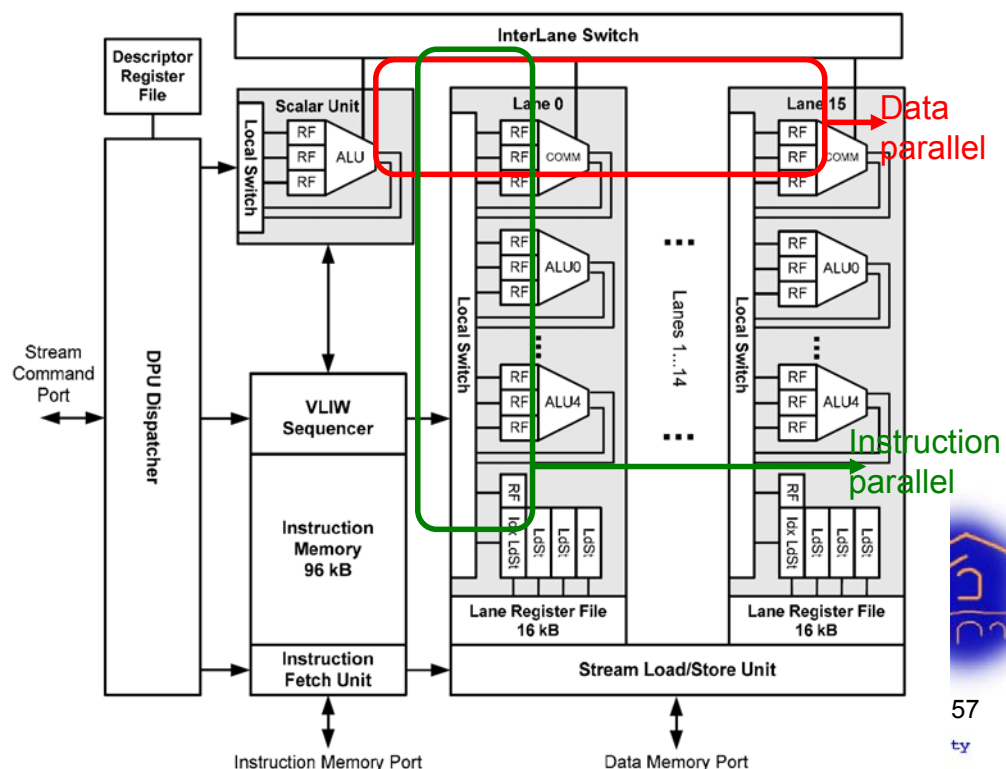 InterLane Switch
Descriptor
Register
File
Scalar Unit
Local Switch
RF
RF
RF
ALU
Lane 0
RF
RF
RF
COMM
RF
RF
RF
ALU0
RF
RF
RF
ALU4
Local Switch
RF
Idx LdSt
LdSt
LdSt
LdSt
Lane Register File
16 kB
Lanes 1...14
Lane 15
RF
RF
RF
COMM
RF
RF
RF
ALU0
RF
RF
RF
ALU4
Local Switch
RF
Idx LdSt
LdSt
LdSt
LdSt
Lane Register File
16 kB
Data
parallel
Instruction
parallel
Stream
Command
Port
DPU Dispatcher
VLIW
Sequencer
Instruction
Memory
96 kB
Instruction
Fetch Unit
Stream Load/Store Unit
Instruction Memory Port
Data Memory Port
57
ty